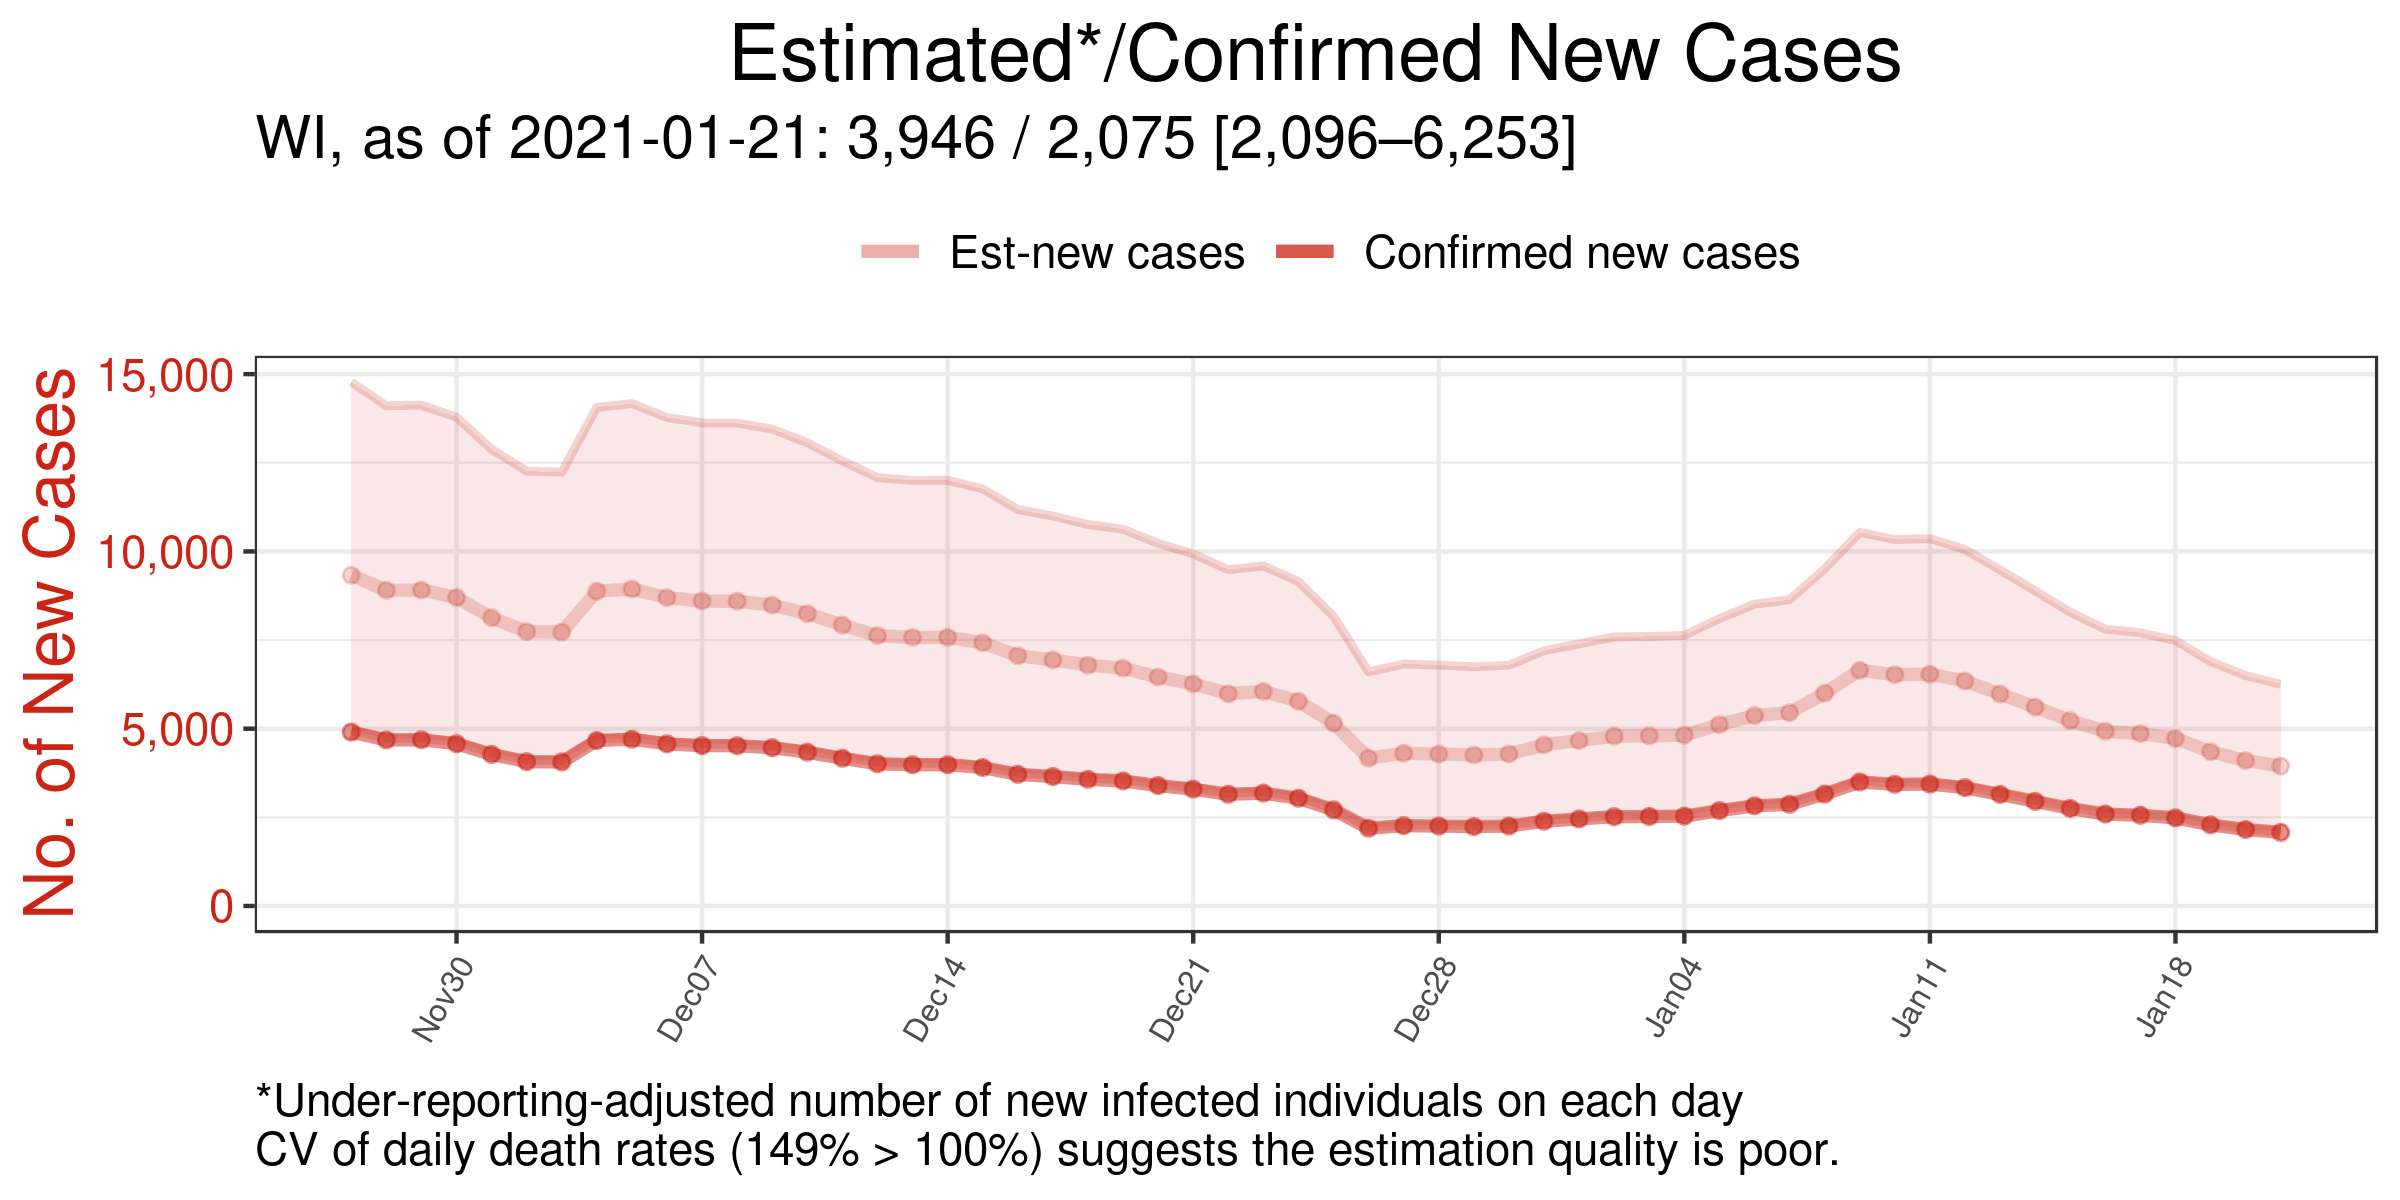 Estimated*/Confirmed New Cases
WI, as of 2021-01-21: 3,946 / 2,075 [2,096–6,253]
Est-new cases
Confirmed new cases
No. of New Cases
15,000
10,000
5,000
0
Nov30
Dec07
Dec14
Dec21
Dec28
Jan04
Jan11
Jan18
*Under-reporting-adjusted number of new infected individuals on each day
CV of daily death rates (149% > 100%) suggests the estimation quality is poor.